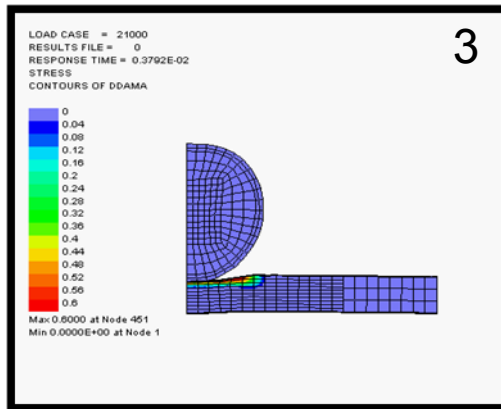 3
LOAD CASE = 21000
RESULTS FILE = 0
RESPONSE TIME = 0.3792E-02
STRESS
CONTOURS OF DDAMA
0
0.04
0.08
0.12
0.16
0.2
0.24
0.28
0.32
0.36
0.4
0.44
0.48
0.52
0.56
0.6
Max 0.6000 at Node 461
Min 0.0000E+00 at Node 1